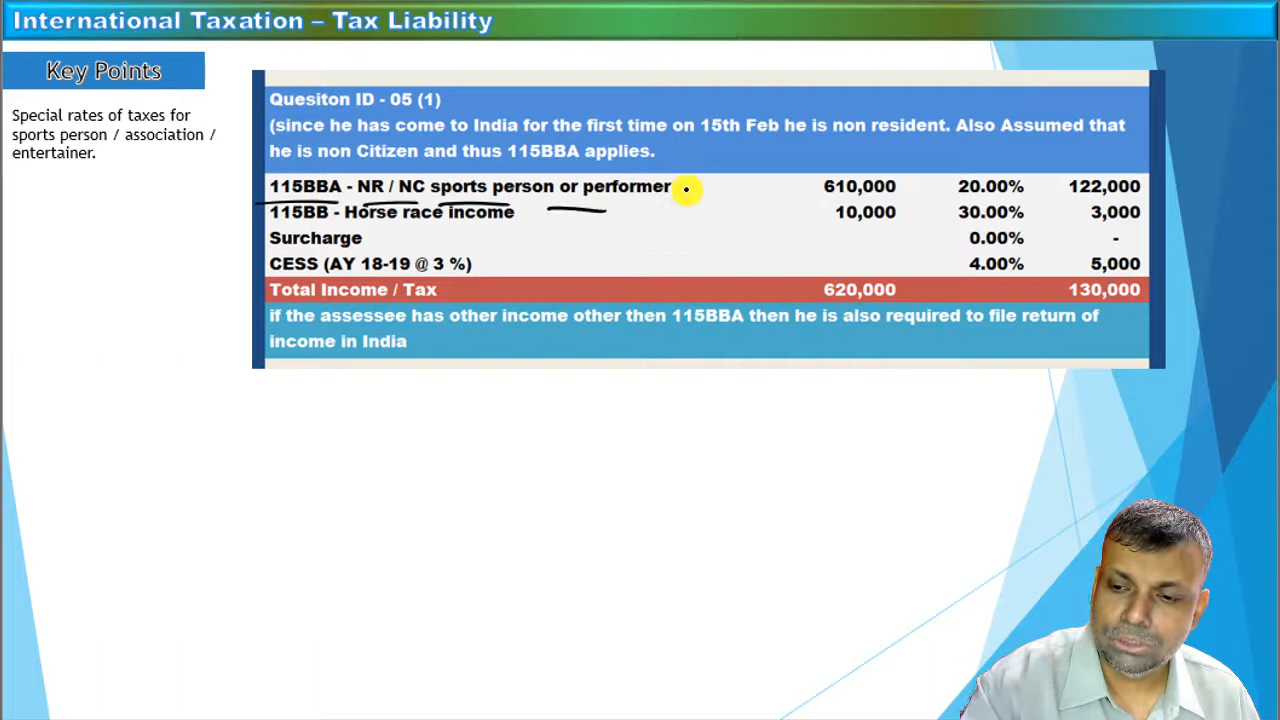 International Taxation – Tax Liability
Key Points
Special rates of taxes for
sports person / association /
entertainer.
Quesiton ID - 05 (1)
(since he has come to India for the first time on 15th Feb he is non resident. Also Assumed that
he is non Citizen and thus 115BBA applies.
115BBA - NR / NC sports person or performer 610,000 20.00% 122,000
115BB - Horse race income 10,000 30.00% 3,000
Surcharge 0.00% -
CESS (AY 18-19 @ 3 %) 4.00% 5,000
Total Income / Tax 620,000 130,000
if the assessee has other income other then 115BBA then he is also required to file return of
income in India